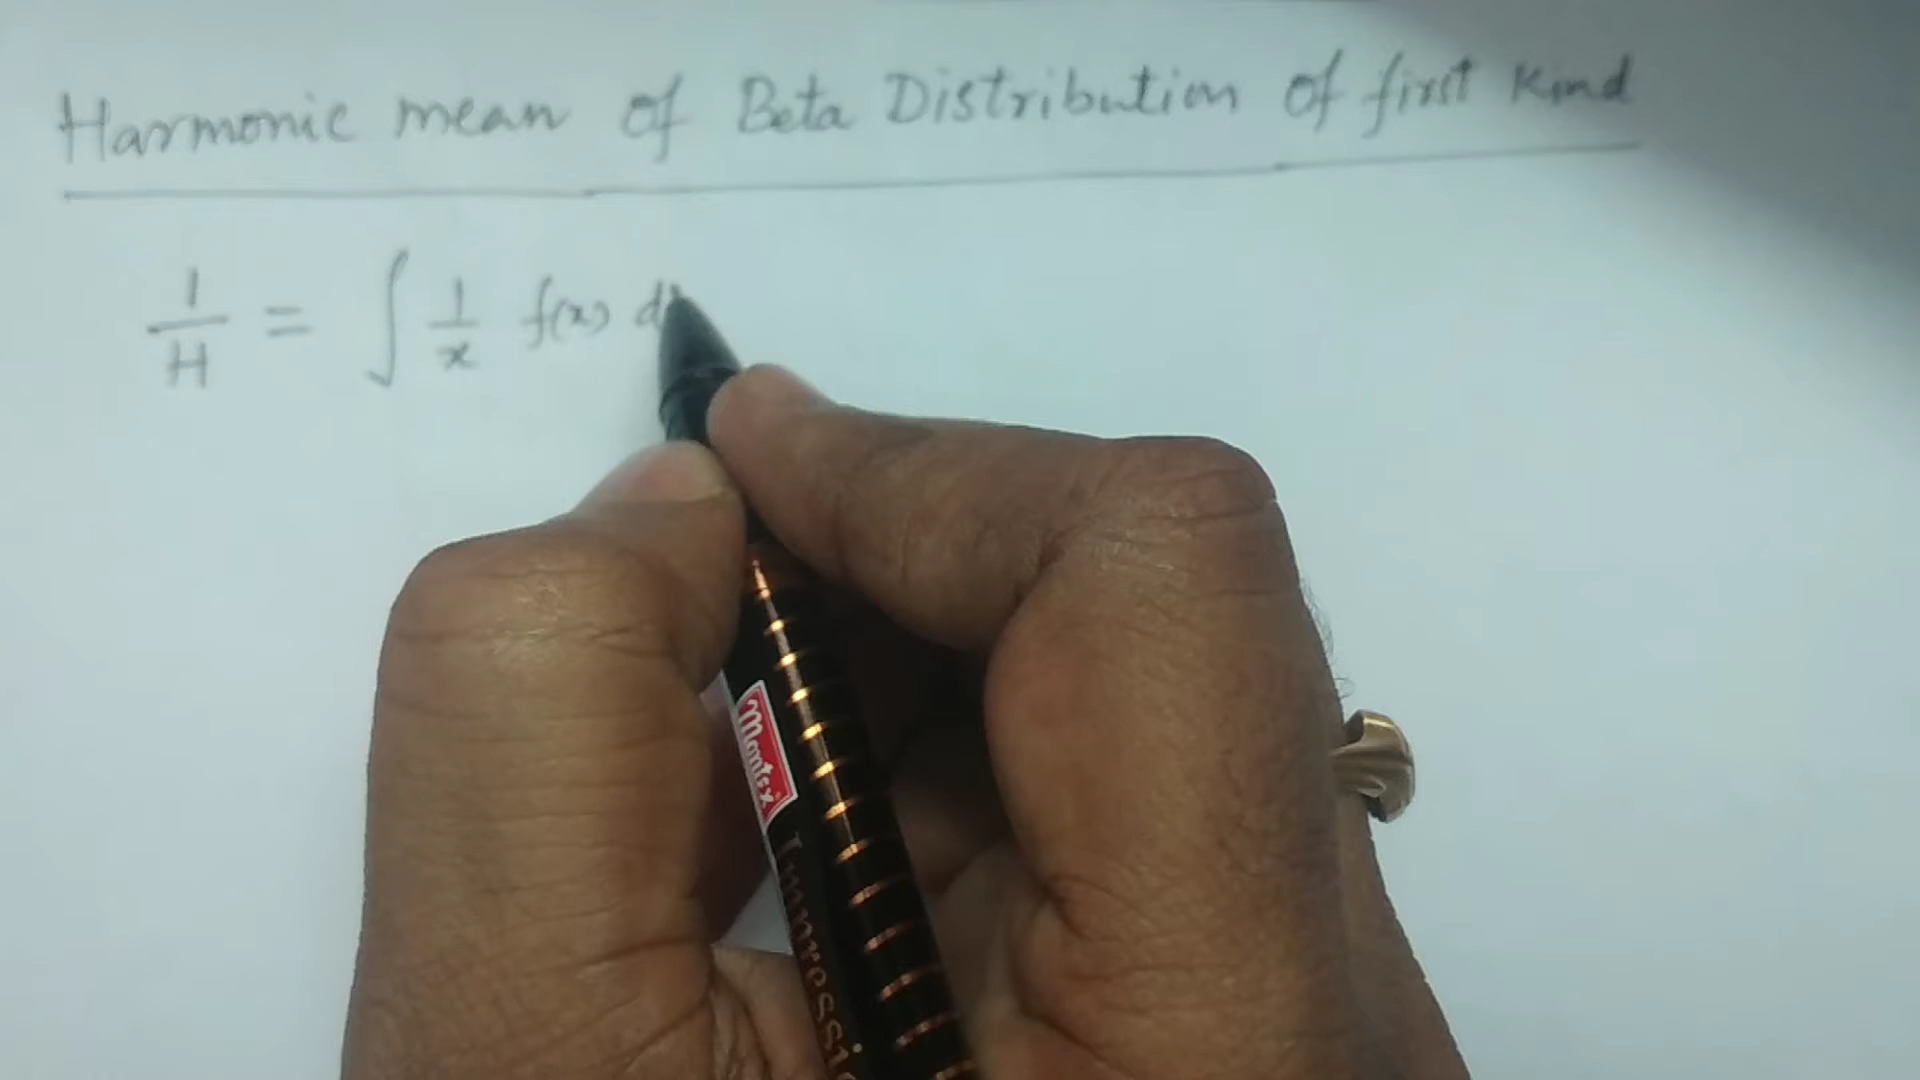 Harmonic mean of Beta Distribution of first Kind
1/H = ∫ 1/x f(x) d
Montex
Impressio